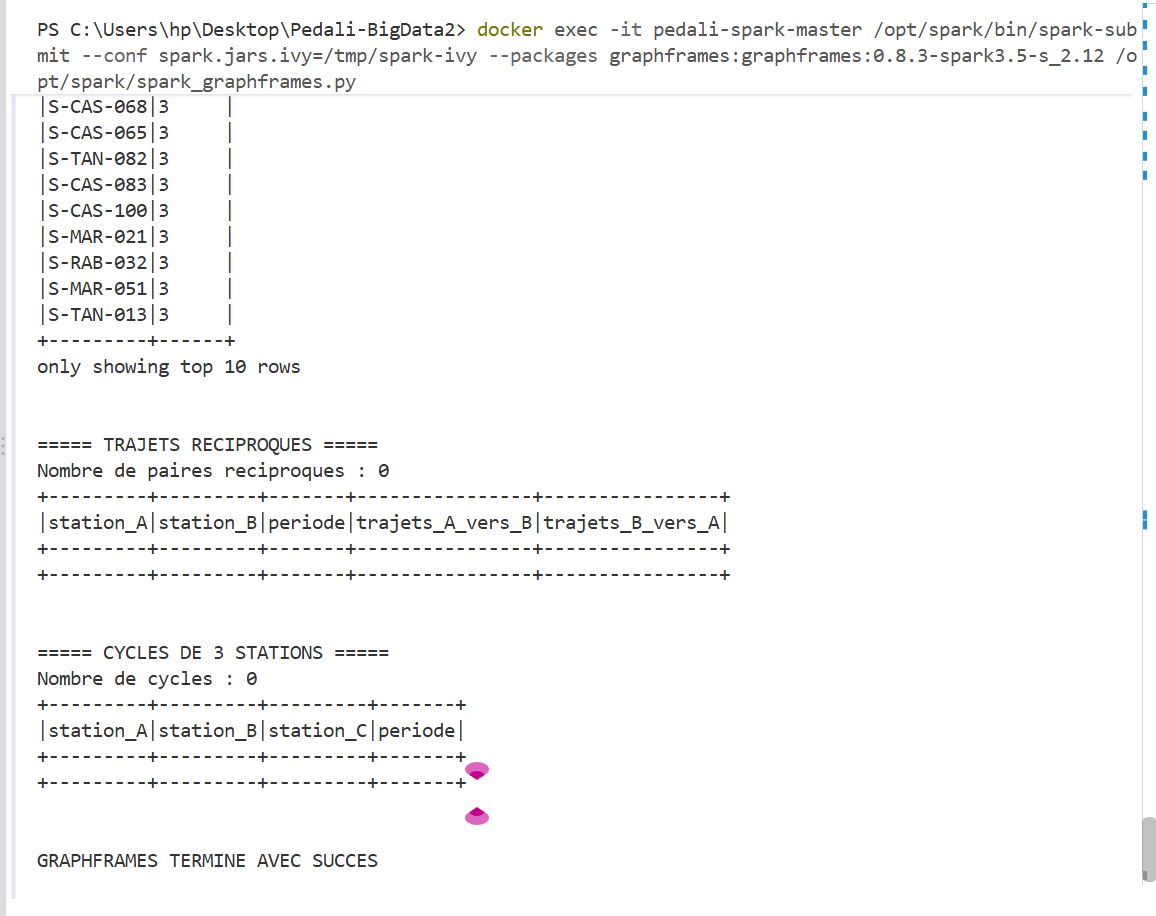 PS C:\Users\hp\Desktop\Pedali-BigData2> docker exec -it pedali-spark-master /opt/spark/bin/spark-sub
mit --conf spark.jars.ivy=/tmp/spark-ivy --packages graphframes:graphframes:0.8.3-spark3.5-s_2.12 /o
pt/spark/spark_graphframes.py
|S-CAS-068|3     |
|S-CAS-065|3     |
|S-TAN-082|3     |
|S-CAS-083|3     |
|S-CAS-100|3     |
|S-MAR-021|3     |
|S-RAB-032|3     |
|S-MAR-051|3     |
|S-TAN-013|3     |
+---------+------+
only showing top 10 rows
===== TRAJETS RECIPROQUES =====
Nombre de paires reciproques : 0
+---------+---------+-------+----------------+----------------+
|station_A|station_B|periode|trajets_A_vers_B|trajets_B_vers_A|
+---------+---------+-------+----------------+----------------+
+---------+---------+-------+----------------+----------------+
===== CYCLES DE 3 STATIONS =====
Nombre de cycles : 0
+---------+---------+---------+-------+
|station_A|station_B|station_C|periode|
+---------+---------+---------+-------+
+---------+---------+---------+-------+
GRAPHFRAMES TERMINE AVEC SUCCES